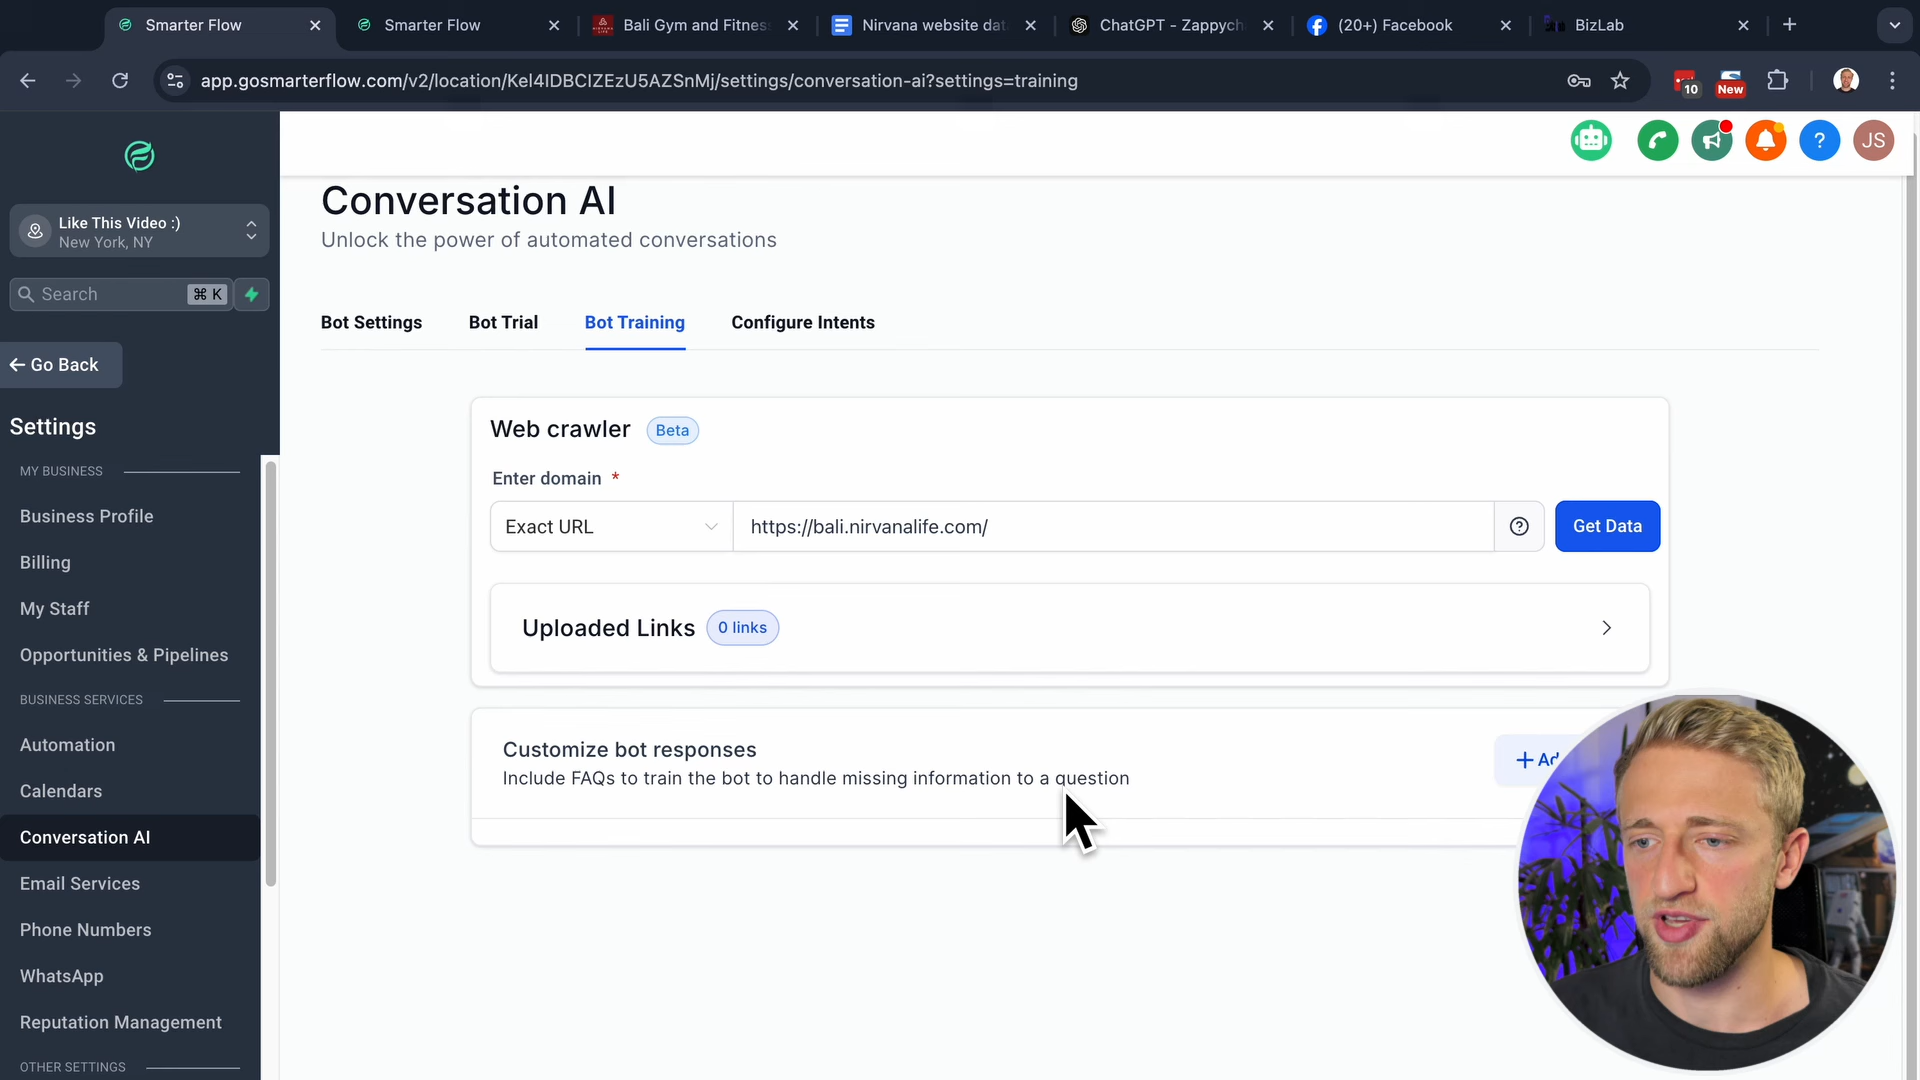 Smarter Flow
Smarter Flow
Bali Gym and Fitnes
Nirvana website dat
ChatGPT - Zappych
(20+) Facebook
BizLab
app.gosmarterflow.com/v2/location/Kel4IDBCIZEzU5AZSnMj/settings/conversation-ai?settings=training
10
New
JS
Like This Video :)
New York, NY
Search
⌘ K
Go Back
Settings
MY BUSINESS
Business Profile
Billing
My Staff
Opportunities & Pipelines
BUSINESS SERVICES
Automation
Calendars
Conversation AI
Email Services
Phone Numbers
WhatsApp
Reputation Management
OTHER SETTINGS
Conversation AI
Unlock the power of automated conversations
Bot Settings
Bot Trial
Bot Training
Configure Intents
Web crawler
Beta
Enter domain *
Exact URL
https://bali.nirvanalife.com/
Get Data
Uploaded Links
0 links
Customize bot responses
Include FAQs to train the bot to handle missing information to a question